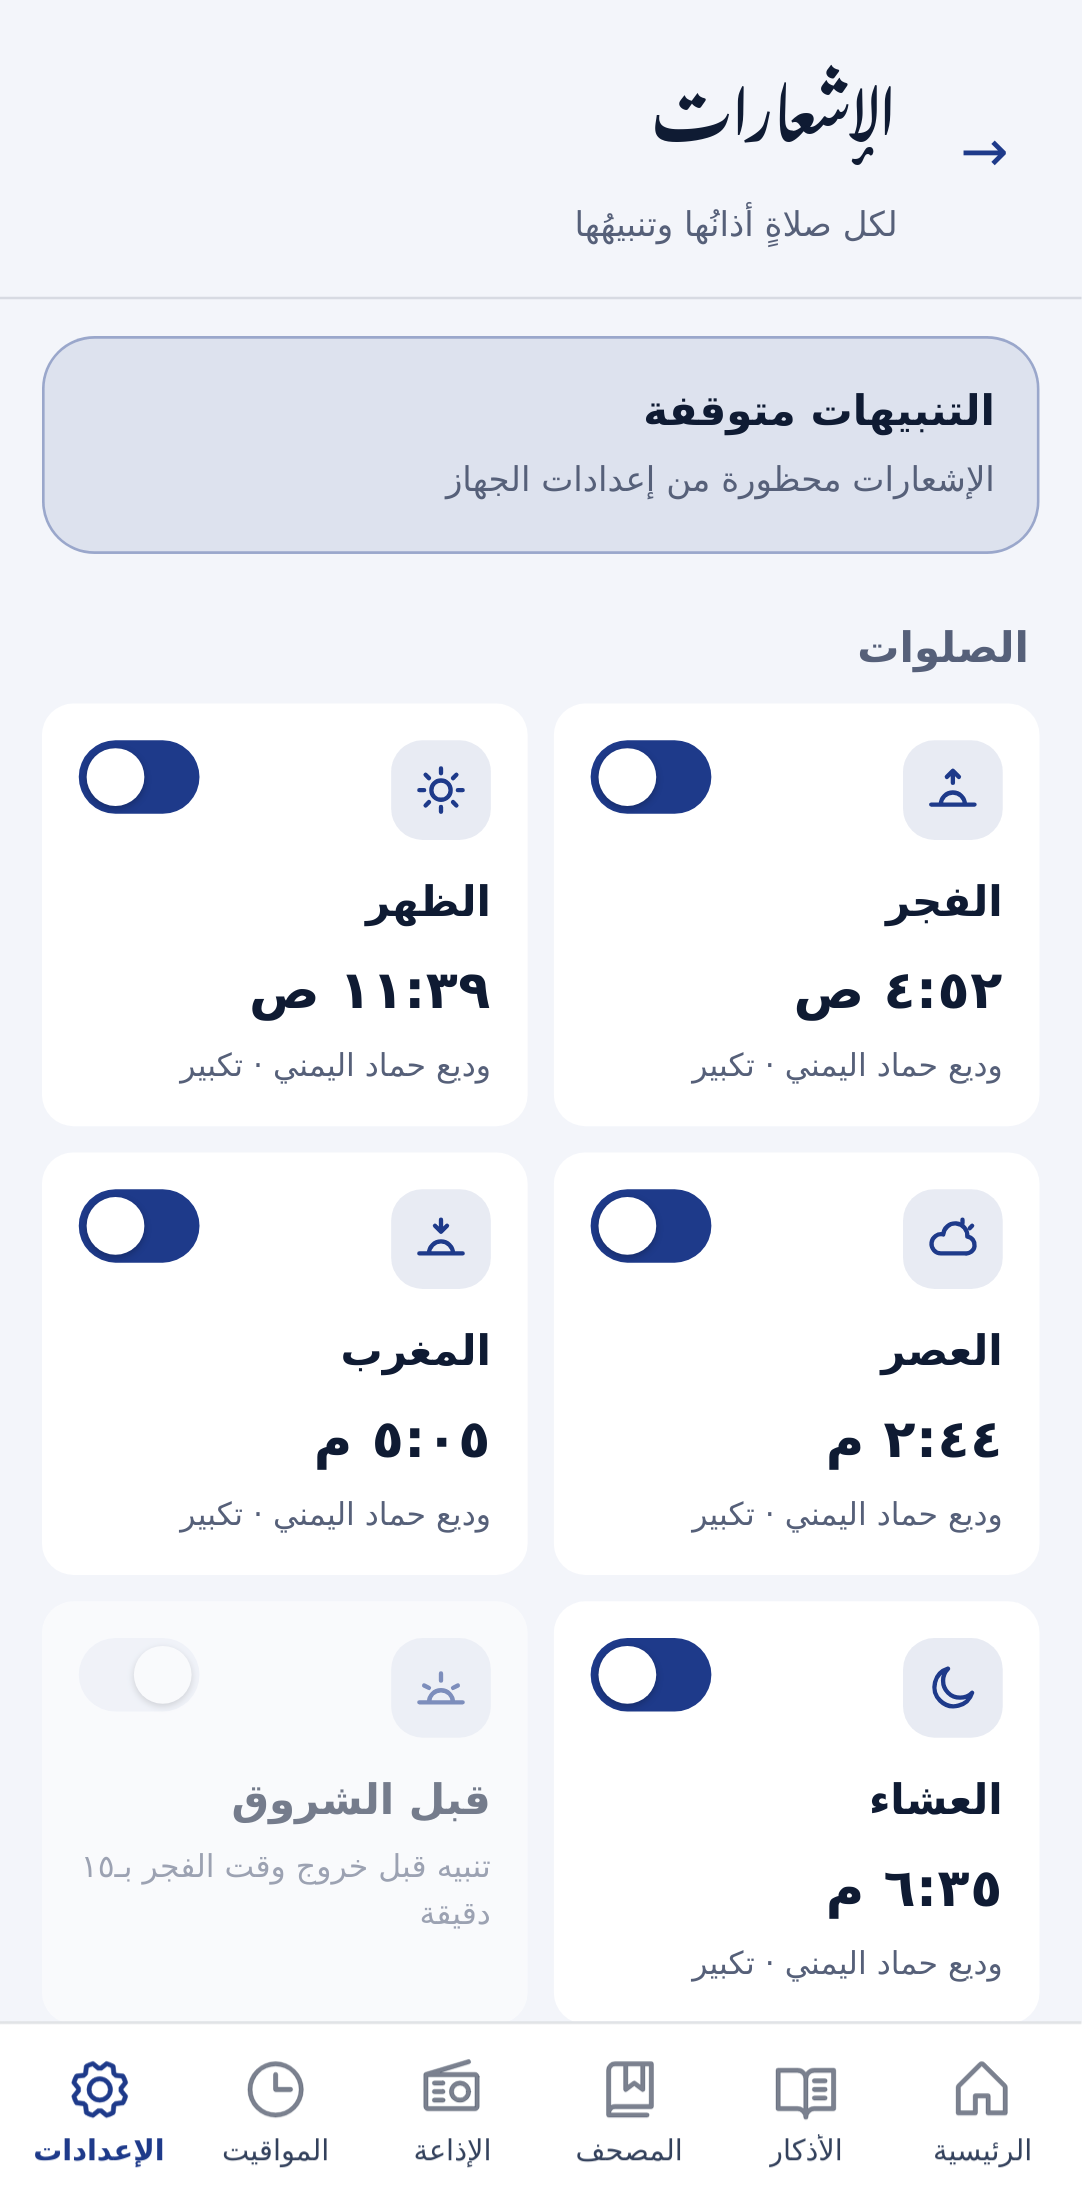 الإشعارات
لكل صلاةٍ أذانُها وتنبيهُها
التنبيهات متوقفة
الإشعارات محظورة من إعدادات الجهاز
الصلوات
الفجر
٤:٥٢ ص
وديع حماد اليمني · تكبير
الظهر
١١:٣٩ ص
وديع حماد اليمني · تكبير
العصر
٢:٤٤ م
وديع حماد اليمني · تكبير
المغرب
٥:٠٥ م
وديع حماد اليمني · تكبير
العشاء
٦:٣٥ م
وديع حماد اليمني · تكبير
قبل الشروق
تنبيه قبل خروج وقت الفجر بـ١٥
دقيقة
الرئيسية
الأذكار
المصحف
الإذاعة
المواقيت
الإعدادات